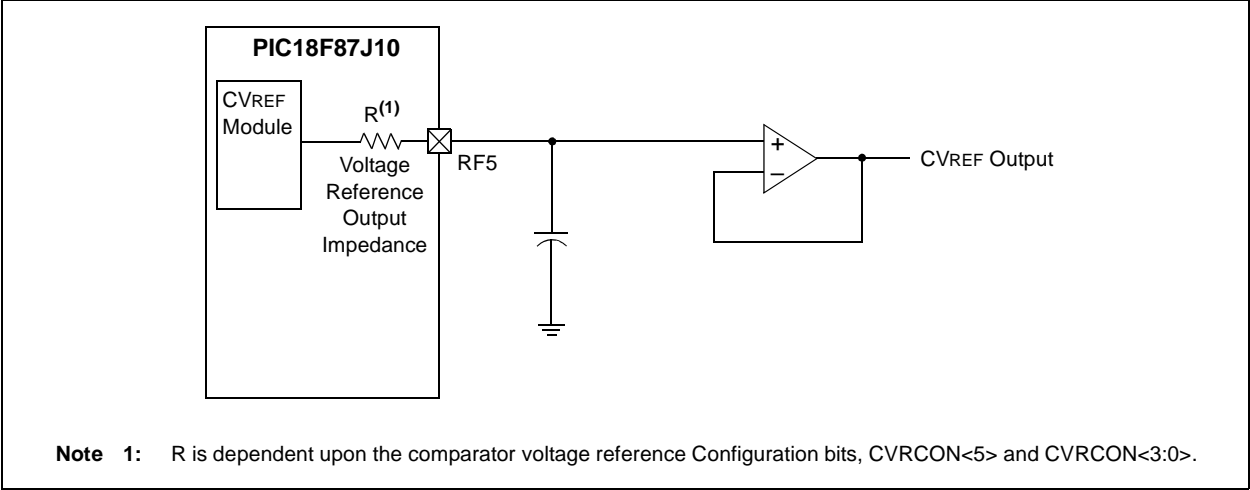 PIC18F87J10
CVREF
Module
R(1)
Voltage
Reference
Output
Impedance
RF5
+
–
CVREF Output
Note 1: R is dependent upon the comparator voltage reference Configuration bits, CVRCON<5> and CVRCON<3:0>.